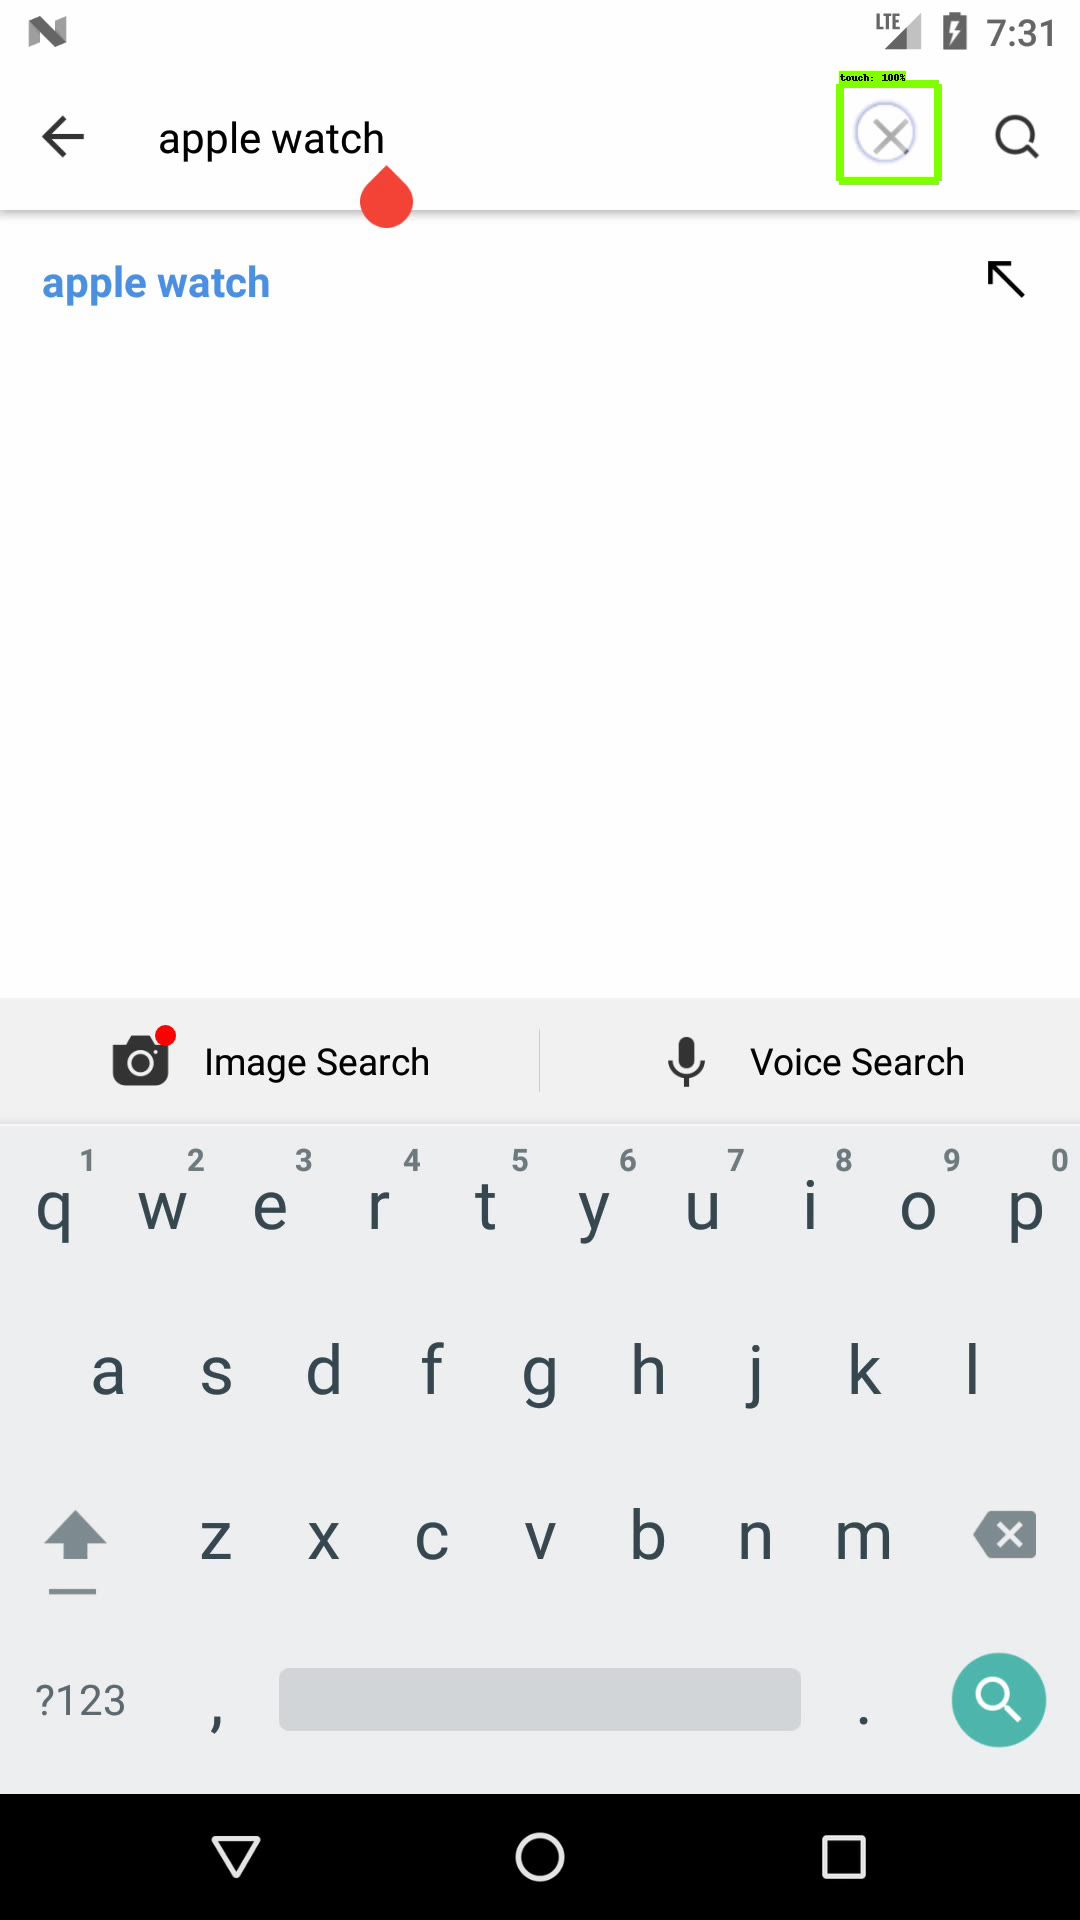 LTE 7:31
touch: 100%
apple watch
apple watch
Image Search Voice Search
1 2 3 4 5 6 7 8 9 0
q w e r t y u i o p
a s d f g h j k l
z x c v b n m
?123 , .